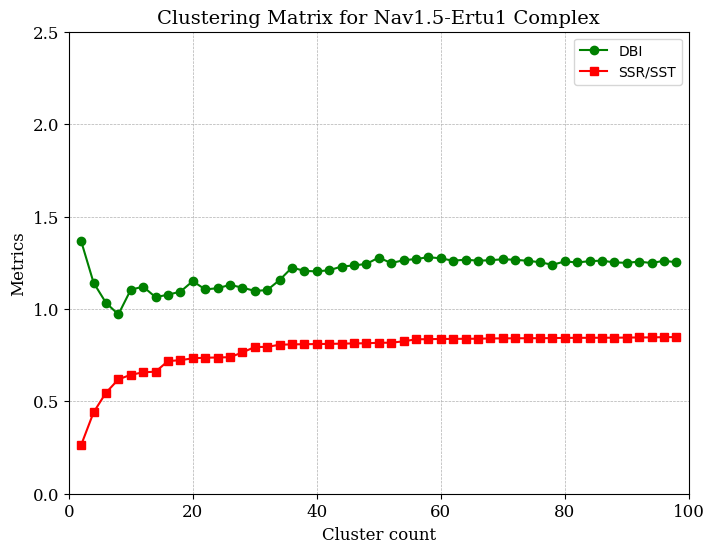 Clustering Matrix for Nav1.5-Ertu1 Complex
DBI
SSR/SST
Metrics
2.5
2.0
1.5
1.0
0.5
0.0
0 20 40 60 80 100
Cluster count